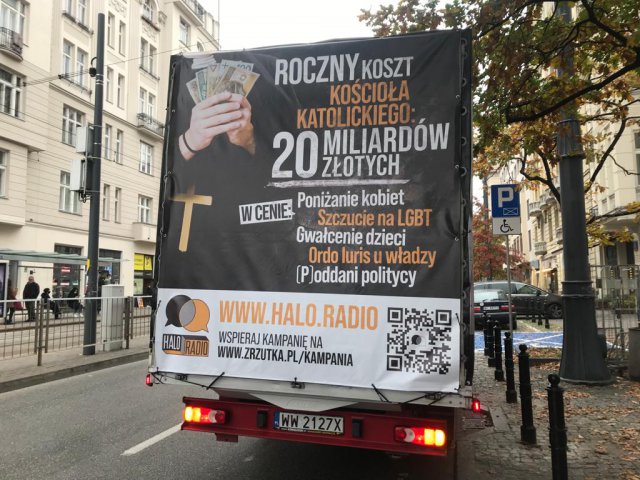 ROCZNY KOSZT
KOŚCIOŁA
KATOLICKIEGO:
20 MILIARDÓW
ZŁOTYCH
W CENIE:
Poniżanie kobiet
Szczucie na LGBT
Gwałcenie dzieci
Ordo Iuris u władzy
(P)oddani politycy
WWW.HALO.RADIO
WSPIERAJ KAMPANIĘ NA
WWW.ZRZUTKA.PL/KAMPANIA
HALO RADIO
WW 2127X
P